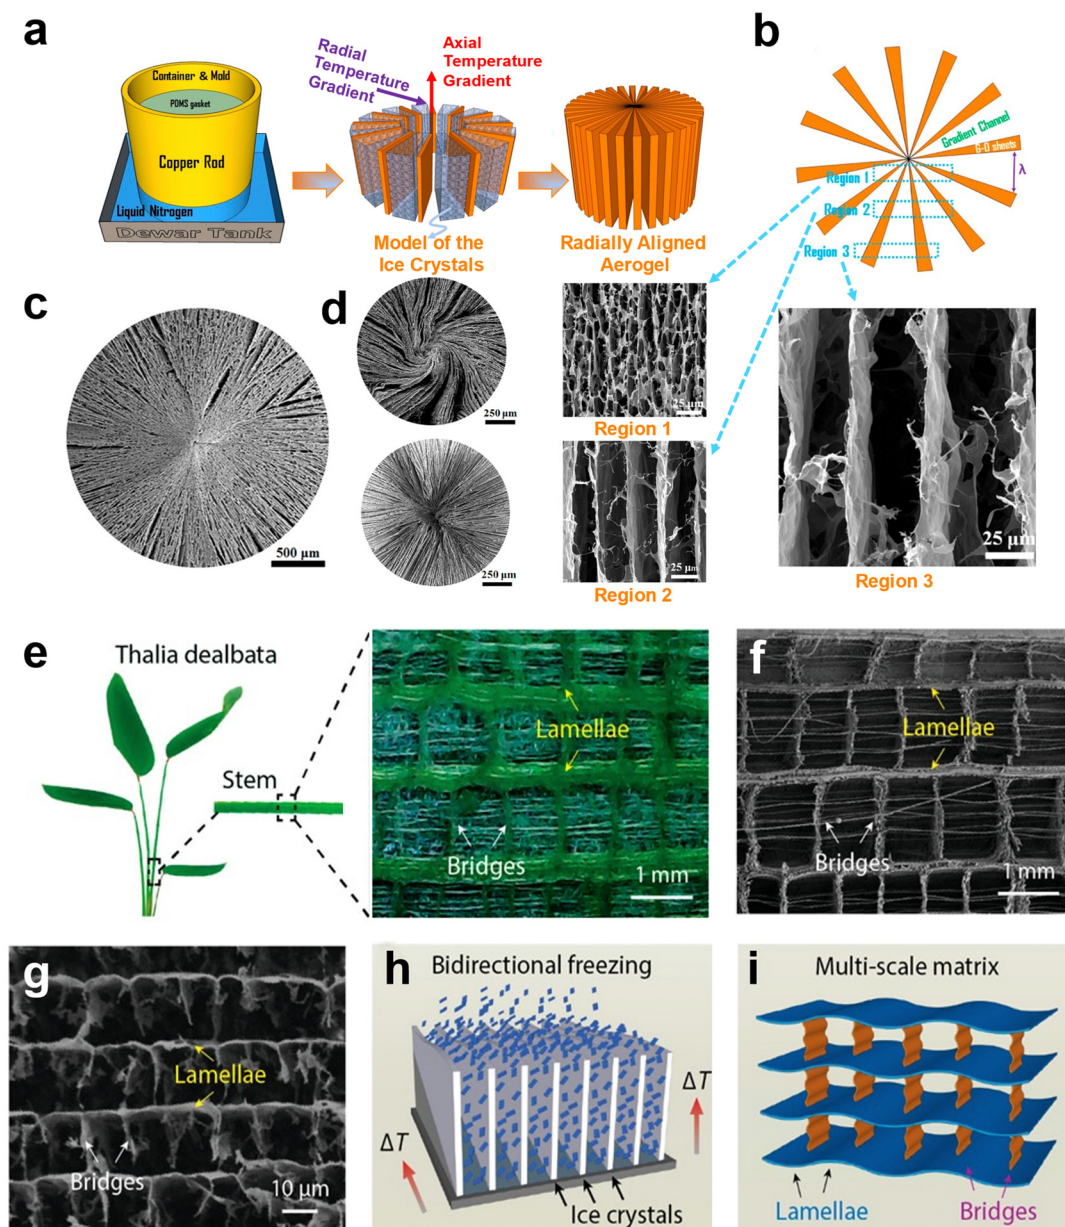 a
Container & Mold
PDMS gasket
Copper Rod
Liquid Nitrogen
Dewar Tank
Radial
Temperature
Gradient
Axial
Temperature
Gradient
Model of the
Ice Crystals
Radially Aligned
Aerogel
b
Gradient Channel
G-O sheets
λ
Region 1
Region 2
Region 3
c
500 µm
d
250 µm
250 µm
25 µm
Region 1
25 µm
Region 2
25 µm
Region 3
e
Thalia dealbata
Stem
Lamellae
Bridges
1 mm
f
Lamellae
Bridges
1 mm
g
Lamellae
Bridges
10 µm
h
Bidirectional freezing
ΔT
ΔT
Ice crystals
i
Multi-scale matrix
Lamellae
Bridges